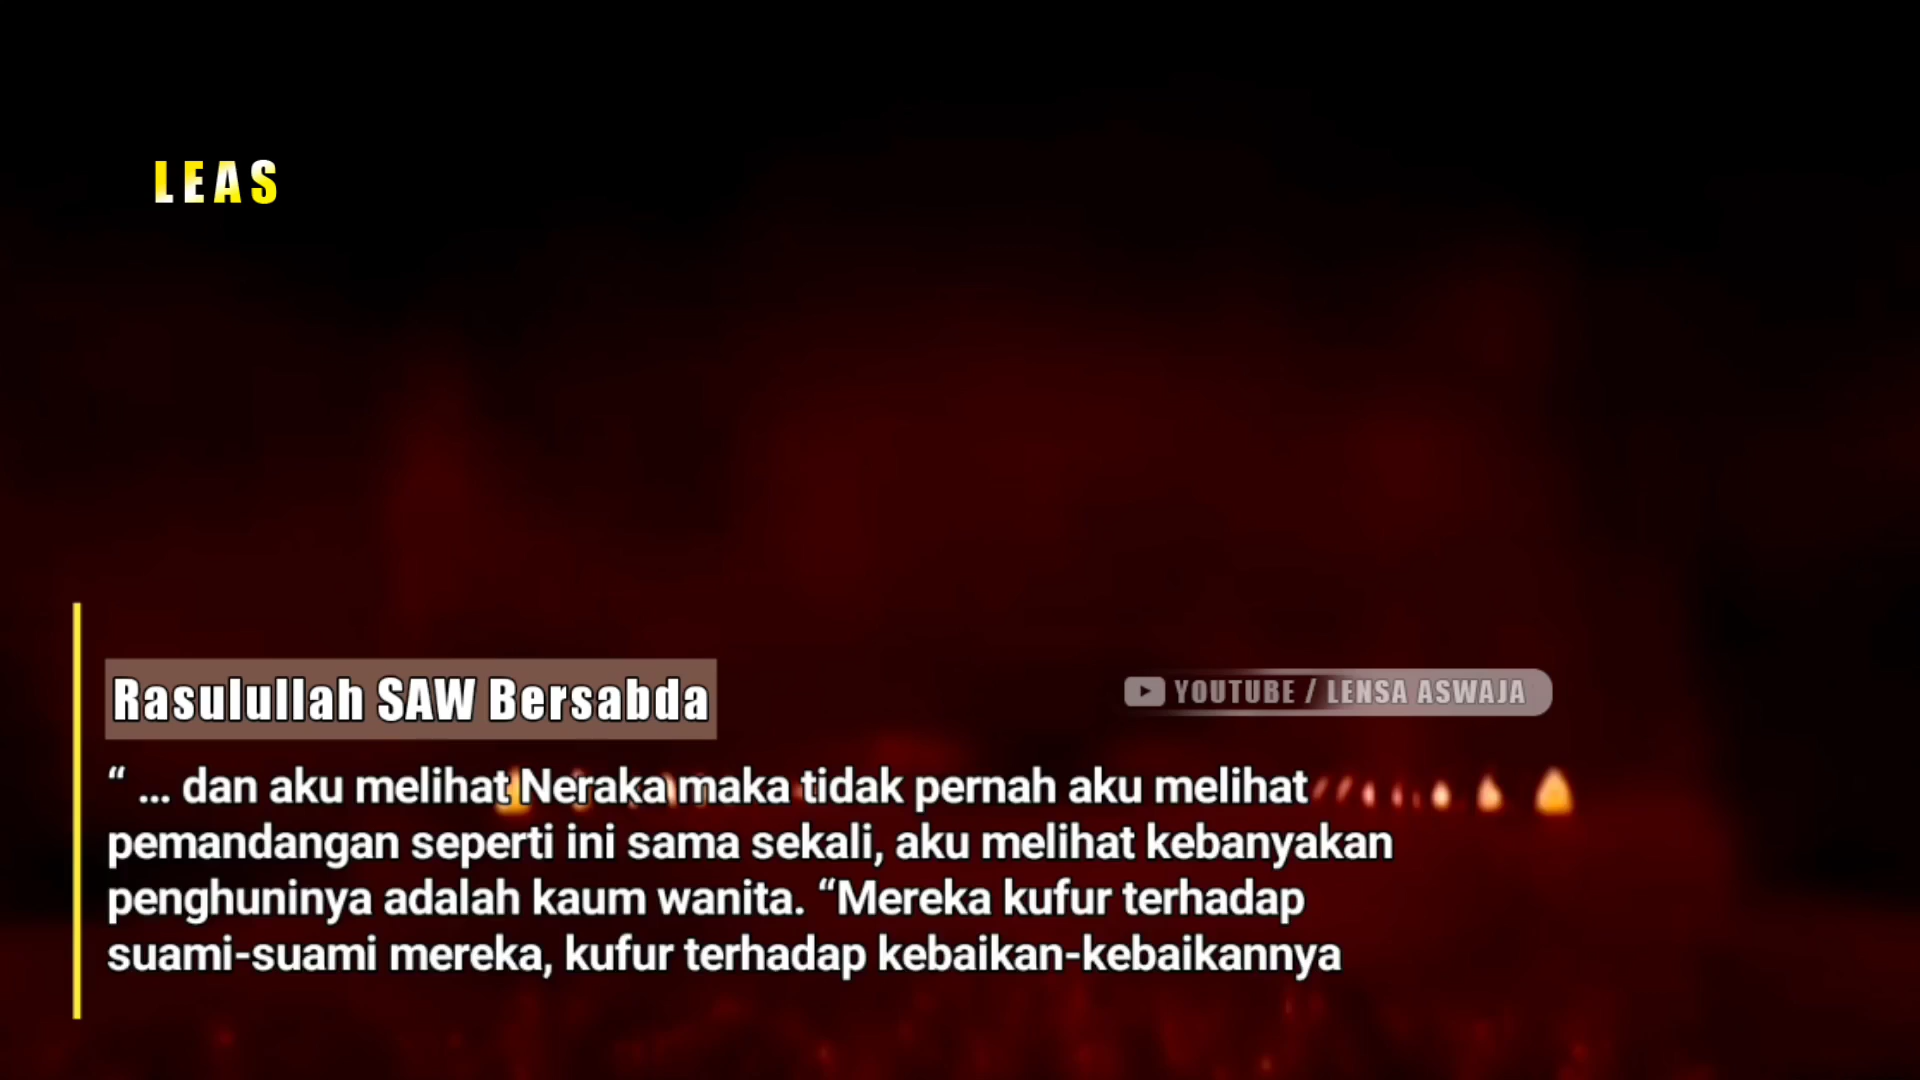 LEAS
Rasulullah SAW Bersabda
YOUTUBE / LENSA ASWAJA
“ ... dan aku melihat Neraka maka tidak pernah aku melihat
pemandangan seperti ini sama sekali, aku melihat kebanyakan
penghuninya adalah kaum wanita. “Mereka kufur terhadap
suami-suami mereka, kufur terhadap kebaikan-kebaikannya